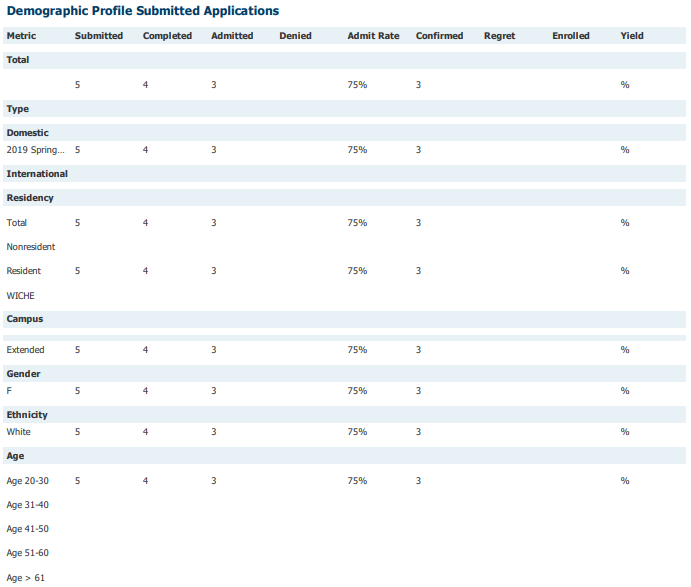 Demographic Profile Submitted Applications
Metric Submitted Completed Admitted Denied Admit Rate Confirmed Regret Enrolled Yield
Total
5 4 3 75% 3 %
Type
Domestic
2019 Spring... 5 4 3 75% 3 %
International
Residency
Total 5 4 3 75% 3 %
Nonresident
Resident 5 4 3 75% 3 %
WICHE
Campus
Extended 5 4 3 75% 3 %
Gender
F 5 4 3 75% 3 %
Ethnicity
White 5 4 3 75% 3 %
Age
Age 20-30 5 4 3 75% 3 %
Age 31-40
Age 41-50
Age 51-60
Age > 61